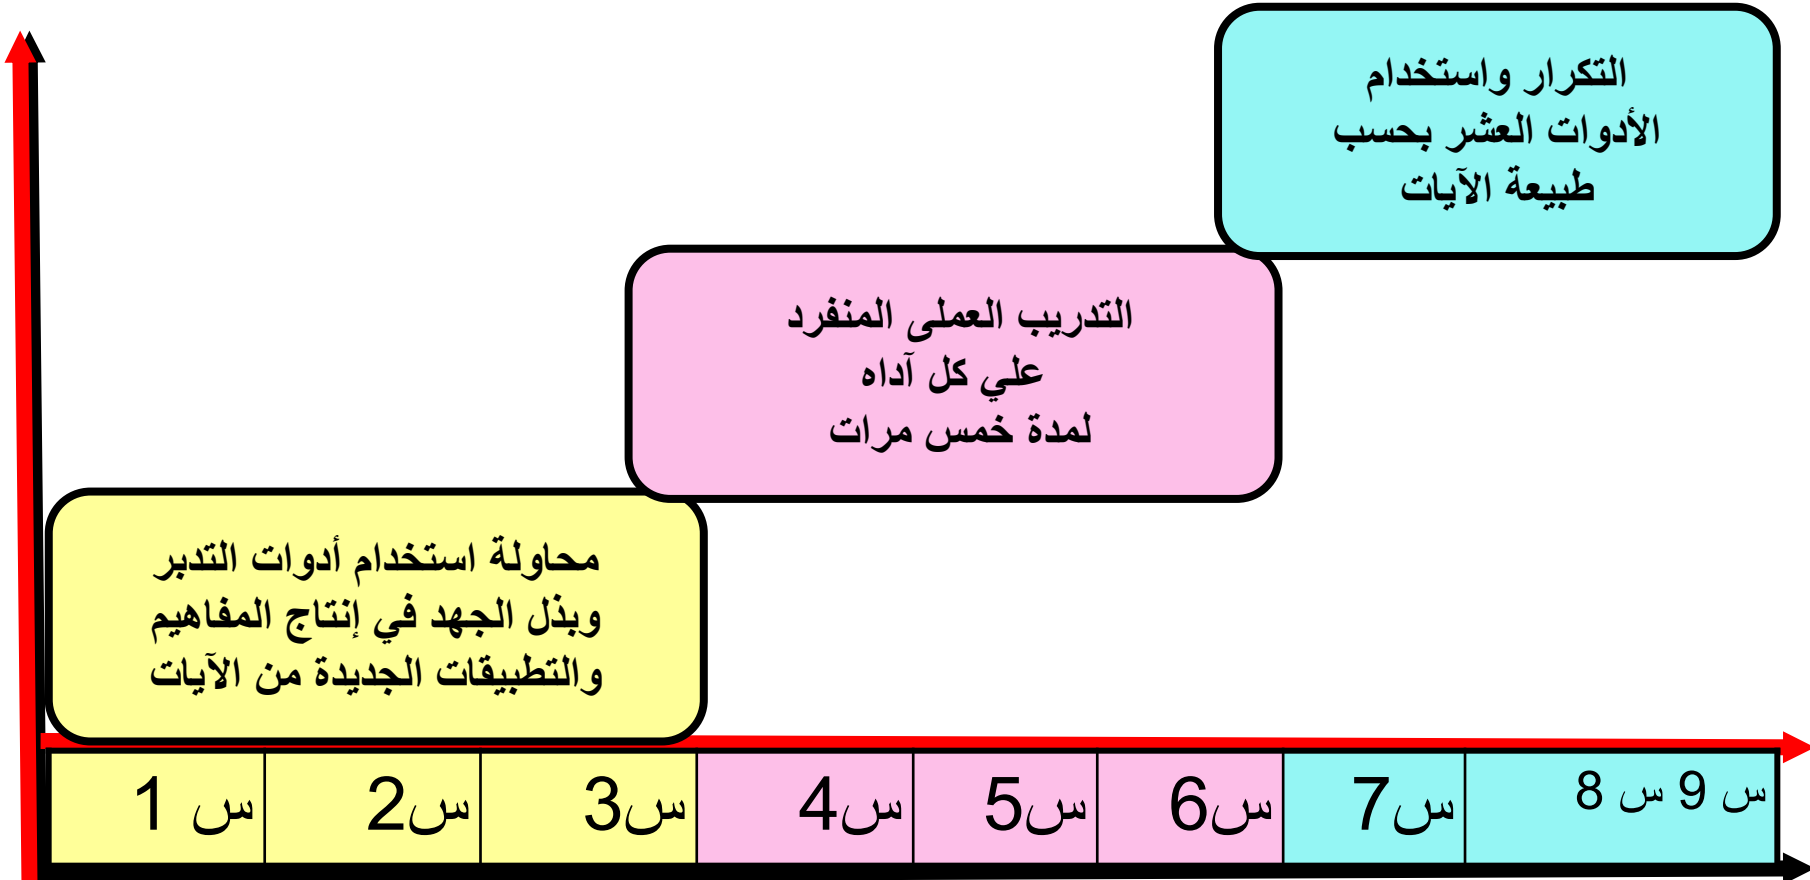 التكرار واستخدام
الأدوات العشر بحسب
طبيعة الآيات
التدريب العملى المنفرد
علي كل آداه
لمدة خمس مرات
محاولة استخدام أدوات التدبر
وبذل الجهد في إنتاج المفاهيم
والتطبيقات الجديدة من الآيات
س 1
س2
س3
س4
س5
س6
س7
س 9 س 8